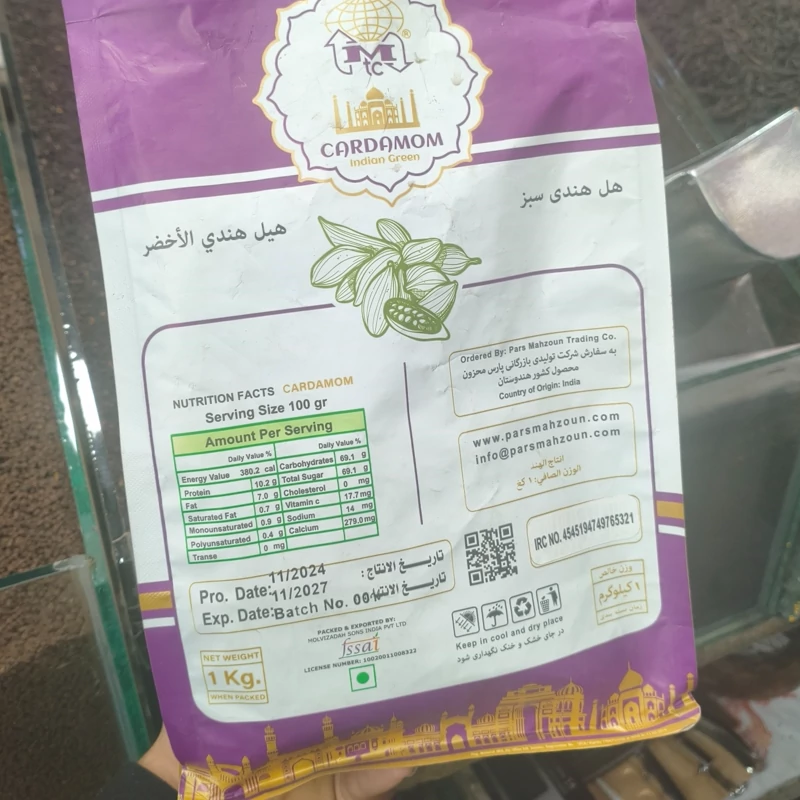 MTC®
CARDAMOM
Indian Green
هل هندی سبز
هيل هندي الأخضر
NUTRITION FACTS CARDAMOM
Serving Size 100 gr
Amount Per Serving
Daily Value % Daily Value %
Energy Value 380.2 cal Carbohydrates 69.1 g
Protein 10.2 g Total Sugar 69.1 g
Fat 7.0 g Cholesterol 0 mg
Saturated Fat 0.7 g Vitamin c 17.7 mg
Monounsaturated 0.9 g Sodium 14 mg
Polyunsaturated 0.4 g Calcium 279.0 mg
Transe 0 mg
Ordered By: Pars Mahzoun Trading Co.
به سفارش شرکت تولیدی بازرگانی پارس محزون
محصول کشور هندوستان
Country of Origin: India
www.parsmahzoun.com
info@parsmahzoun.com
انتاج الهند
الوزن الصافي: ١ كغ
IRC NO. 4545194749765321
Pro. Date: 11/2024 تاريخ الانتاج:
Exp. Date: 11/2027 تاريخ
Batch No.
PACKED & EXPORTED BY:
HOLVIZADAH SONS INDIA PVT LTD
fssai
LICENSE NUMBER: 10020011008322
NET WEIGHT
1 Kg.
WHEN PACKED
Keep in cool and dry place
در جای خشک و خنک نگهداری شود
وزن خالص
۱ کیلوگرم